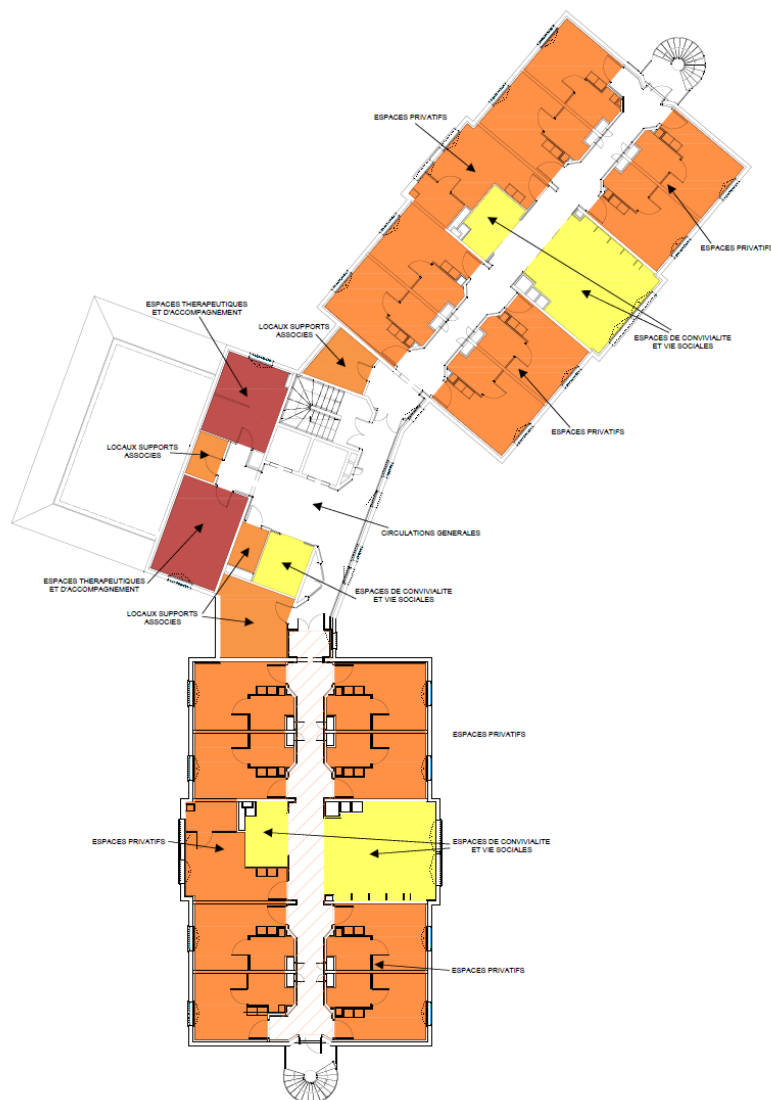 ESPACES PRIVATIFS
ESPACES PRIVATIFS
ESPACES THERAPEUTIQUES
ET D'ACCOMPAGNEMENT
LOCAUX SUPPORTS
ASSOCIES
ESPACES DE CONVIVIALITE
ET VIE SOCIALES
ESPACES PRIVATIFS
LOCAUX SUPPORTS
ASSOCIES
CIRCULATIONS GENERALES
ESPACES THERAPEUTIQUES
ET D'ACCOMPAGNEMENT
ESPACES DE CONVIVIALITE
ET VIE SOCIALES
LOCAUX SUPPORTS
ASSOCIES
ESPACES PRIVATIFS
ESPACES PRIVATIFS
ESPACES DE CONVIVIALITE
ET VIE SOCIALES
ESPACES PRIVATIFS